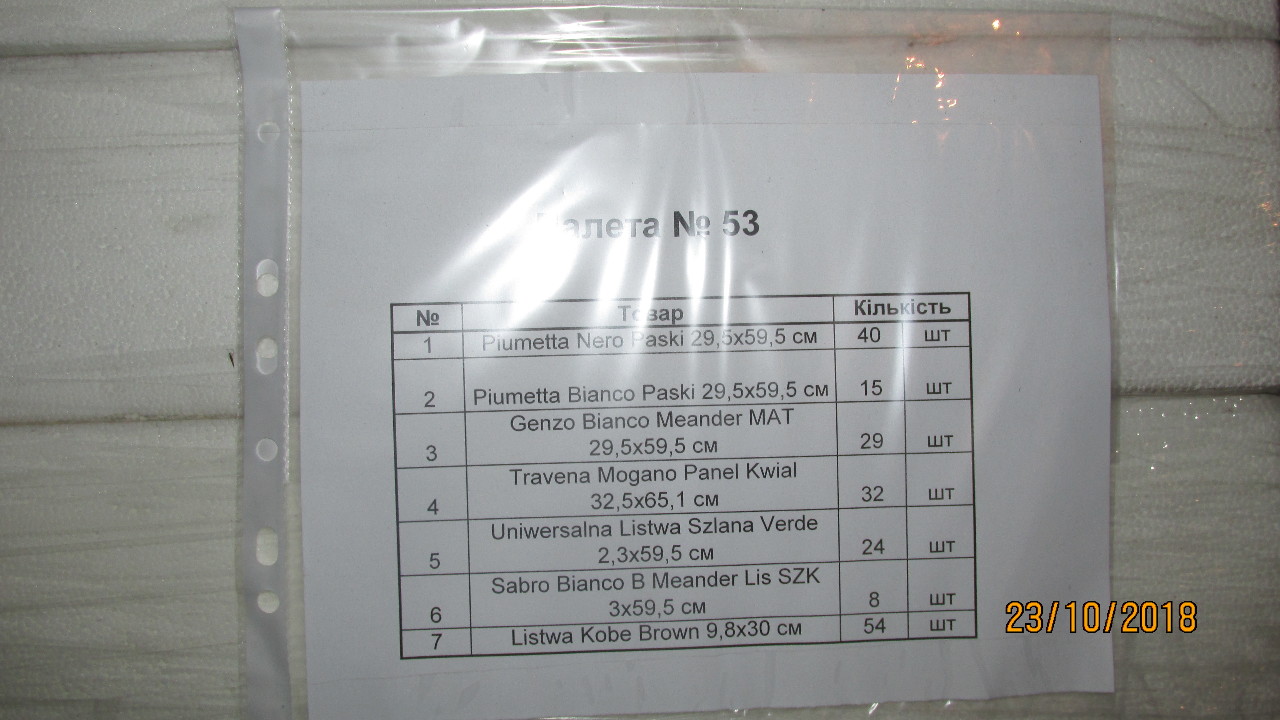 Палета № 53
№ Товар Кількість
1 Piumetta Nero Paski 29,5x59,5 см 40 шт
2 Piumetta Bianco Paski 29,5x59,5 см 15 шт
Genzo Bianco Meander MAT
3 29,5x59,5 см 29 шт
Travena Mogano Panel Kwial
4 32,5x65,1 см 32 шт
Uniwersalna Listwa Szlana Verde
5 2,3x59,5 см 24 шт
Sabro Bianco B Meander Lis SZK
6 3x59,5 см 8 шт
7 Listwa Kobe Brown 9,8x30 см 54 шт
23/10/2018